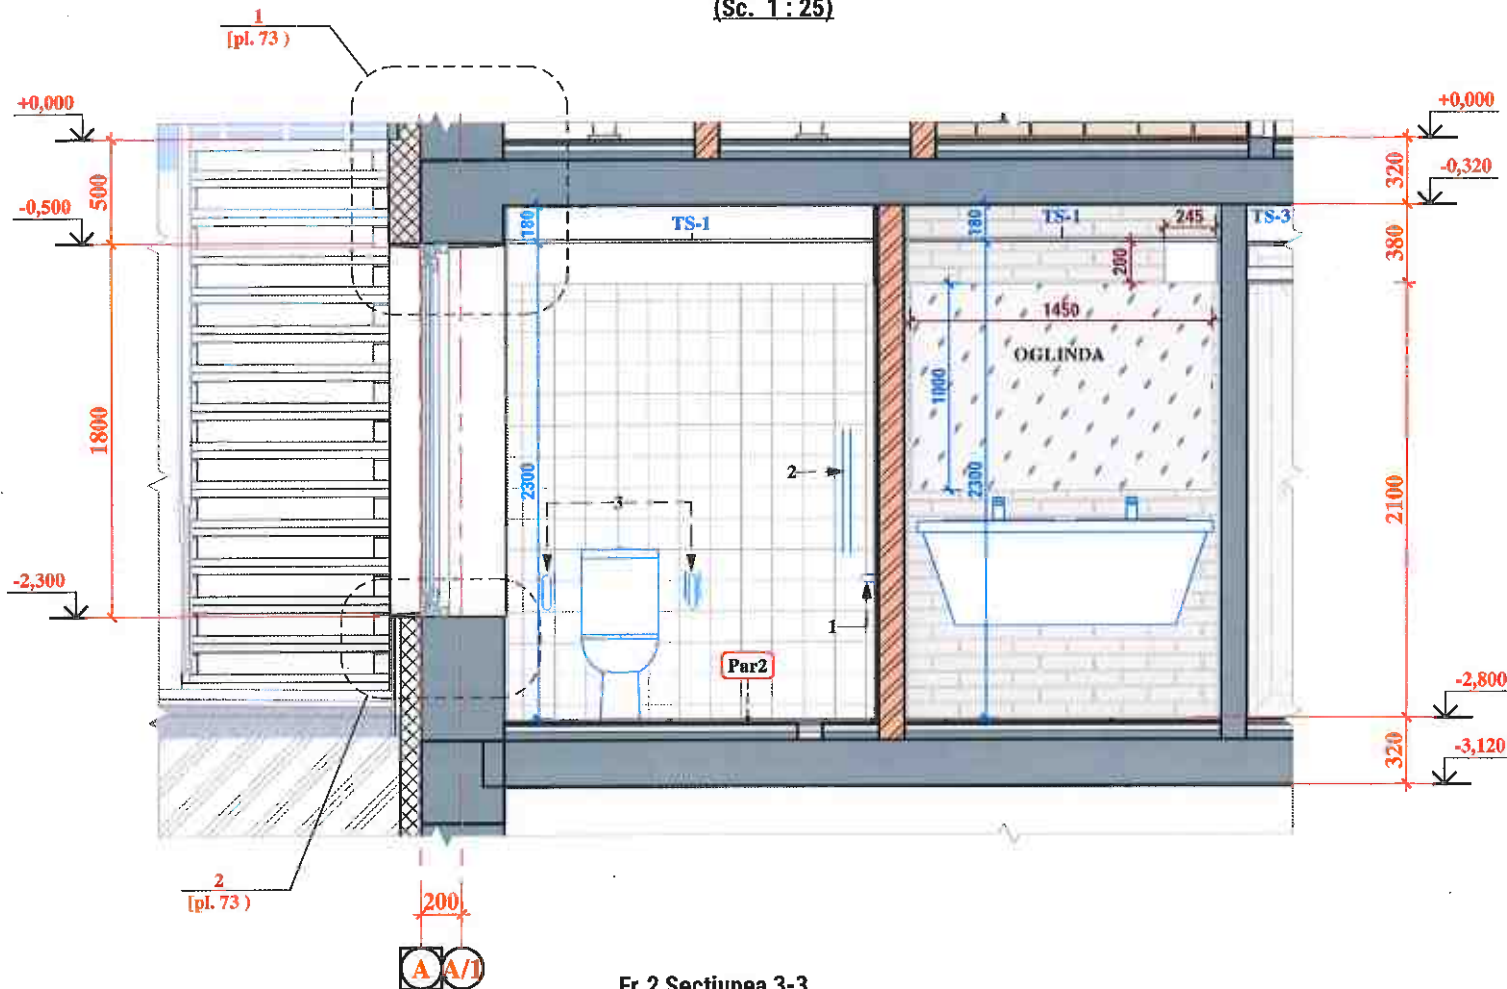 (Sc. 1 : 25)
1
[pl. 73 )
+0,000
+0,000
500
320
-0,320
-0,500
180
TS-1
180
TS-1
245
TS-3
380
200
1450
OGLINDA
1000
1800
2300
3
2
2300
2100
-2,300
1
Par2
-2,800
320
-3,120
2
[pl. 73 )
200
A
A/1
Fr.2 Sectiunea 3-3